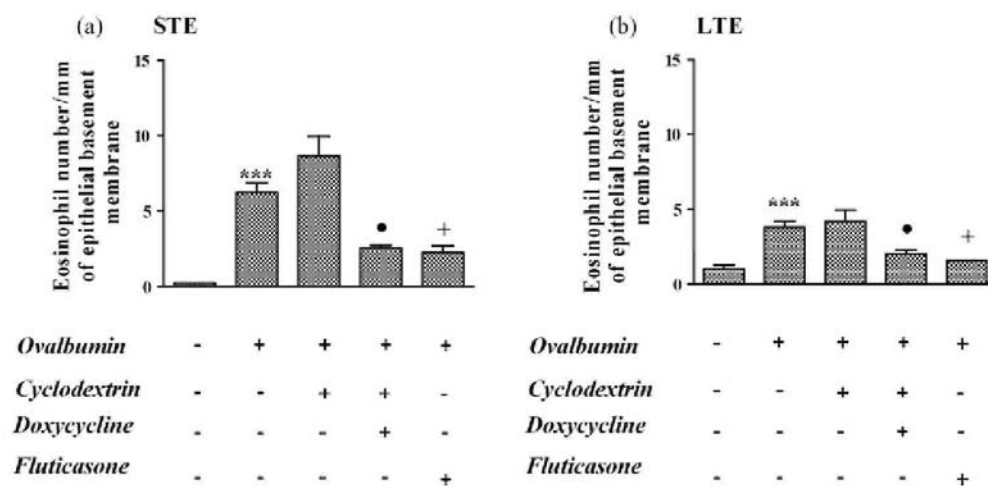 (a) STE
Eosinophil number/mm
of epithelial basement
membrane
15
10
5
0
***
•
+
Ovalbumin - + + + +
Cyclodextrin - - + + -
Doxycycline - - - + -
Fluticasone - - - - +
(b) LTE
Eosinophil number/mm
of epithelial basement
membrane
15
10
5
0
***
•
+
Ovalbumin - + + + +
Cyclodextrin - - + + -
Doxycycline - - - + -
Fluticasone - - - - +